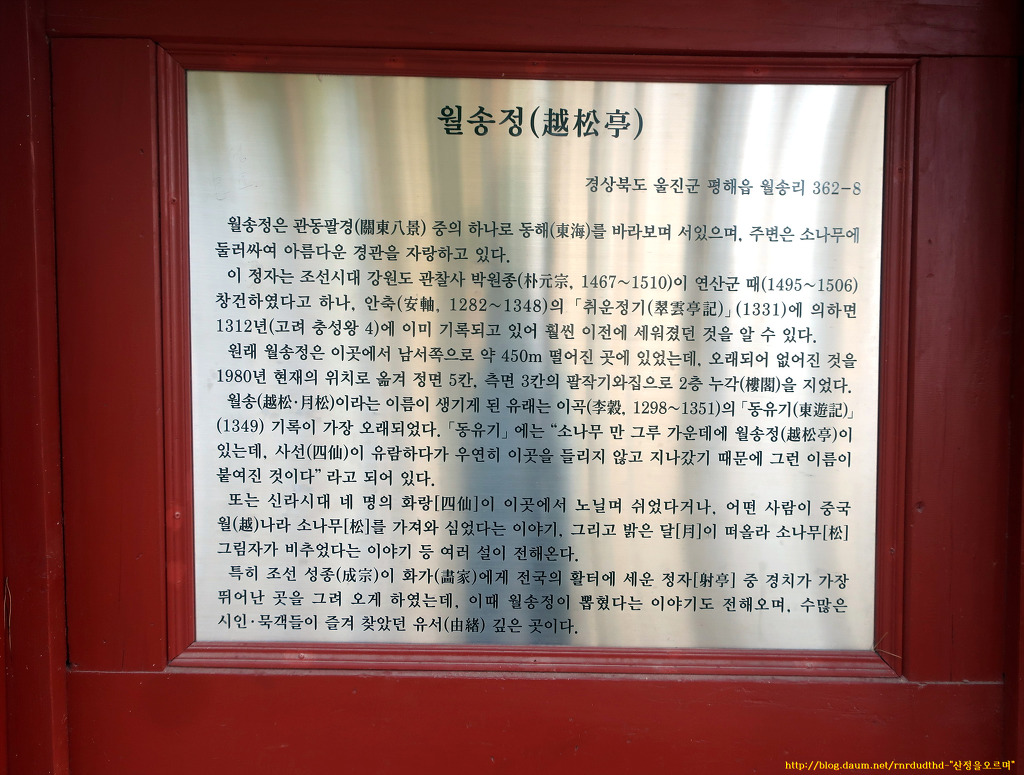 월송정(越松亭)
경상북도 울진군 평해읍 월송리 362-8
월송정은 관동팔경(關東八景) 중의 하나로 동해(東海)를 바라보며 서있으며, 주변은 소나무에
둘러싸여 아름다운 경관을 자랑하고 있다.
이 정자는 조선시대 강원도 관찰사 박원종(朴元宗, 1467~1510)이 연산군 때(1495~1506)
창건하였다고 하나, 안축(安軸, 1282~1348)의 「취운정기(翠雲亭記)」(1331)에 의하면
1312년(고려 충성왕 4)에 이미 기록되고 있어 훨씬 이전에 세워졌던 것을 알 수 있다.
원래 월송정은 이곳에서 남서쪽으로 약 450m 떨어진 곳에 있었는데, 오래되어 없어진 것을
1980년 현재의 위치로 옮겨 정면 5칸, 측면 3칸의 팔작기와집으로 2층 누각(樓閣)을 지었다.
월송(越松·月松)이라는 이름이 생기게 된 유래는 이곡(李穀, 1298~1351)의 「동유기(東遊記)」
(1349) 기록이 가장 오래되었다. 「동유기」에는 “소나무 만 그루 가운데에 월송정(越松亭)이
있는데, 사선(四仙)이 유람하다가 우연히 이곳을 들리지 않고 지나갔기 때문에 그런 이름이
붙여진 것이다” 라고 되어 있다.
또는 신라시대 네 명의 화랑[四仙]이 이곳에서 노닐며 쉬었다거나, 어떤 사람이 중국
월(越)나라 소나무[松]를 가져와 심었다는 이야기, 그리고 밝은 달[月]이 떠올라 소나무[松]
그림자가 비추었다는 이야기 등 여러 설이 전해온다.
특히 조선 성종(成宗)이 화가(畵家)에게 전국의 활터에 세운 정자[射亭] 중 경치가 가장
뛰어난 곳을 그려 오게 하였는데, 이때 월송정이 뽑혔다는 이야기도 전해오며, 수많은
시인·묵객들이 즐겨 찾았던 유서(由緖) 깊은 곳이다.
http://blog.daum.net/rnrdudthd-"산정을오르며"